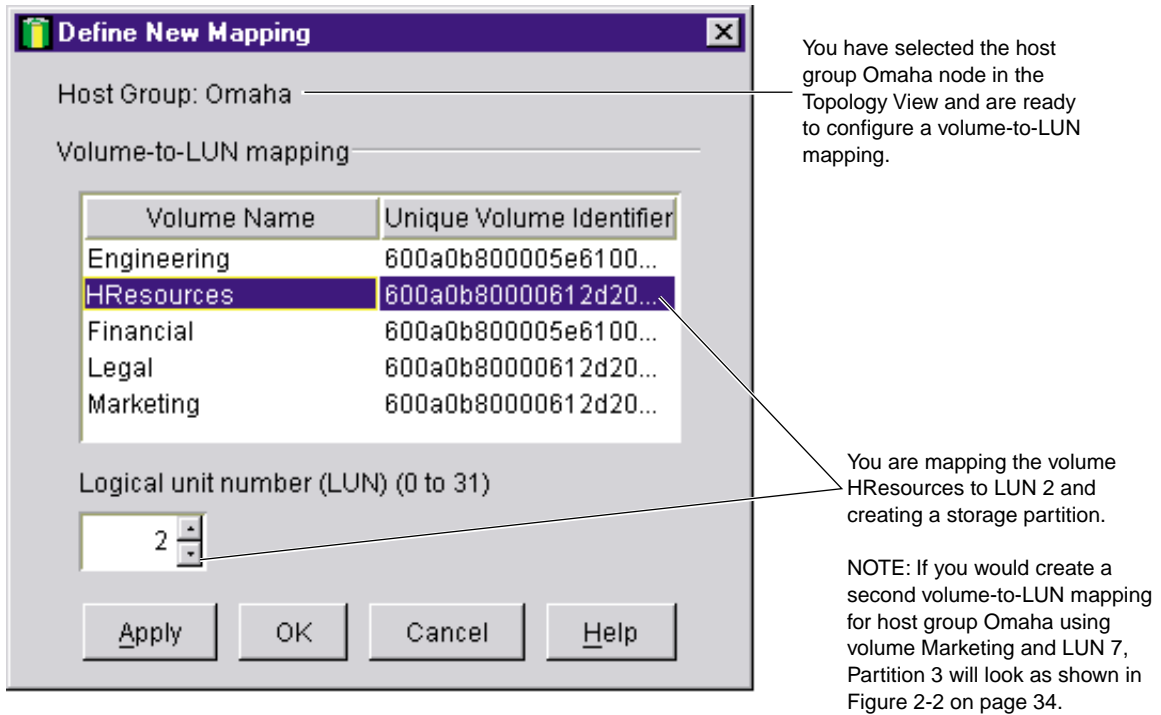 Define New Mapping
Host Group: Omaha
Volume-to-LUN mapping
Volume Name Unique Volume Identifier
Engineering 600a0b800005e6100...
HResources 600a0b80000612d20...
Financial 600a0b800005e6100...
Legal 600a0b80000612d20...
Marketing 600a0b80000612d20...
Logical unit number (LUN) (0 to 31)
2
Apply OK Cancel Help
You have selected the host
group Omaha node in the
Topology View and are ready
to configure a volume-to-LUN
mapping.
You are mapping the volume
HResources to LUN 2 and
creating a storage partition.
NOTE: If you would create a
second volume-to-LUN mapping
for host group Omaha using
volume Marketing and LUN 7,
Partition 3 will look as shown in
Figure 2-2 on page 34.